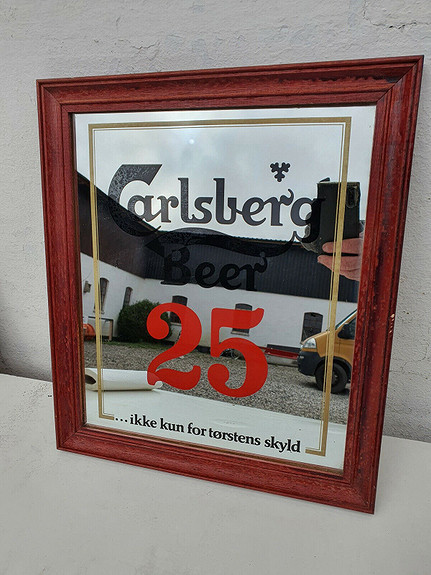 Carlsberg
Beer
25
...ikke kun for tørstens skyld